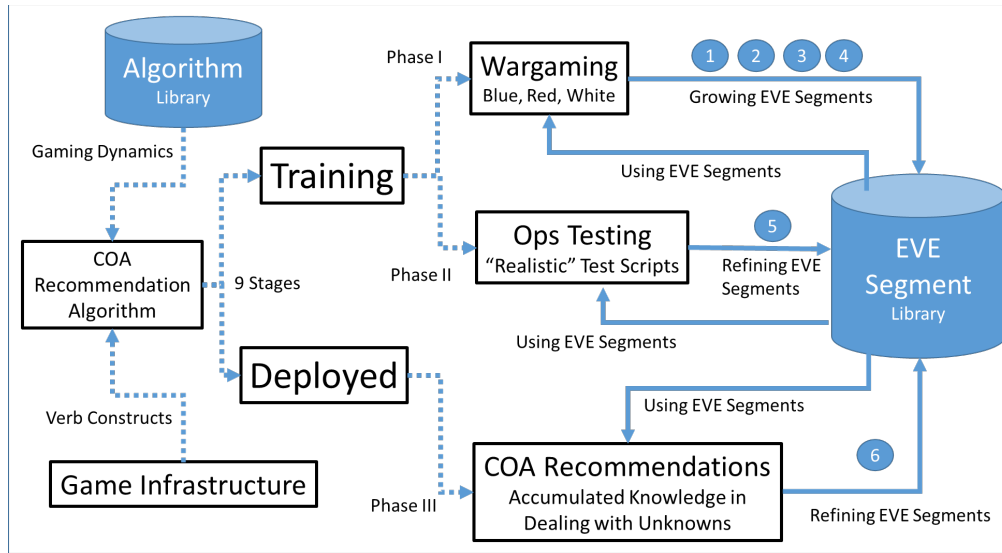 Algorithm
Library
Gaming Dynamics
COA
Recommendation
Algorithm
9 Stages
Verb Constructs
Game Infrastructure
Training
Deployed
Phase I
Phase II
Phase III
Wargaming
Blue, Red, White
1 2 3 4
Growing EVE Segments
Using EVE Segments
Ops Testing
“Realistic” Test Scripts
5
Refining EVE
Segments
Using EVE Segments
EVE
Segment
Library
Using EVE Segments
COA Recommendations
Accumulated Knowledge in
Dealing with Unknowns
6
Refining EVE Segments